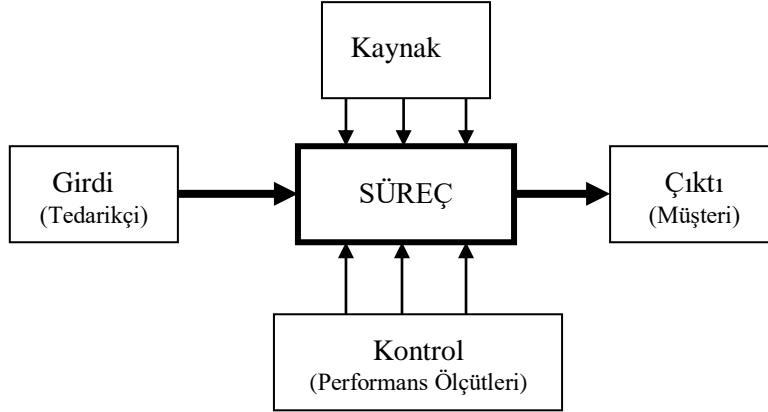 Kaynak
Girdi
(Tedarikçi)
SÜREÇ
Çıktı
(Müşteri)
Kontrol
(Performans Ölçütleri)